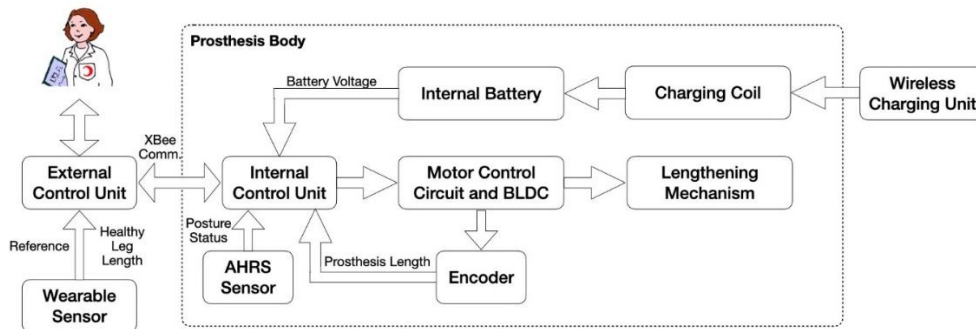 Prosthesis Body
Battery Voltage
Internal Battery
Charging Coil
Wireless
Charging Unit
XBee
Comm.
External
Control Unit
Internal
Control Unit
Motor Control
Circuit and BLDC
Lengthening
Mechanism
Reference
Healthy
Leg
Length
Posture
Status
Prosthesis Length
AHRS
Sensor
Encoder
Wearable
Sensor